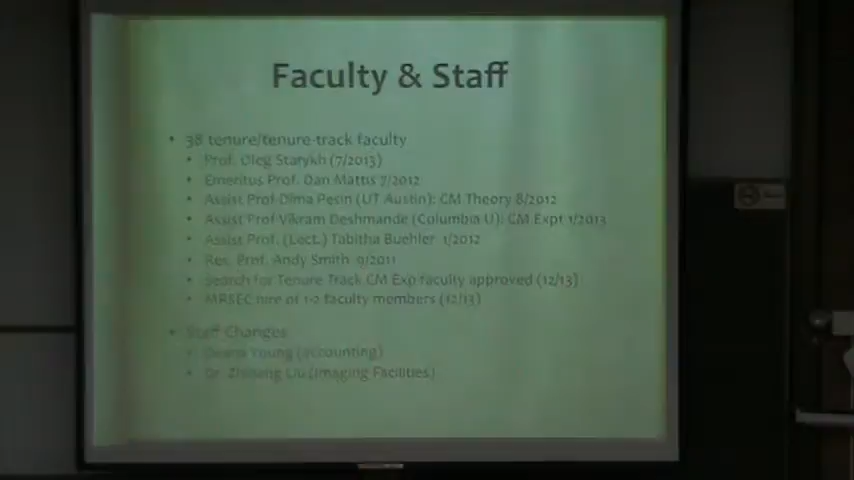 Faculty & Staff
• 38 tenure/tenure-track faculty
• Prof. Oleg Starykh (7/2013)
• Emeritus Prof. Dan Mattis 7/2012
• Assist Prof Dima Pesin (UT Austin): CM Theory 8/2012
• Assist Prof Vikram Deshmande (Columbia U): CM Expt 1/2013
• Assist Prof. (Lect.) Tabitha Buehler 1/2012
• Res. Prof. Andy Smith 9/2011
• Search for Tenure Track CM Exp faculty approved (12/13)
• MRSEC hire of 1-2 faculty members (12/13)
• Staff Changes
• Young (accounting)
• Dr. Liu (Imaging Facilities)